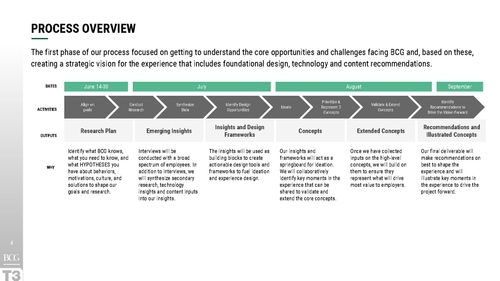 PROCESS OVERVIEW
The first phase of our process focused on getting to understand the core opportunities and challenges facing BCG and, based on these,
creating a strategic vision for the experience that includes foundational design, technology and content recommendations.
DATES
June 14-30
July
August
September
ACTIVITIES
Align on
goals
Conduct
Research
Synthesize
Data
Identify Design
Opportunities
Ideate
Prioritize &
Represent 3
Concepts
Validate & Extend
Concepts
Identify
Recommendations to
Drive the Vision Forward
OUTPUTS
Research Plan
Emerging Insights
Insights and Design
Frameworks
Concepts
Extended Concepts
Recommendations and
Illustrated Concepts
WHY
Identify what BCG knows,
what you need to know, and
what HYPOTHESES you
have about behaviors,
motivations, culture, and
solutions to shape our
goals and research.
Interviews will be
conducted with a broad
spectrum of employees. In
addition to interviews, we
will synthesize secondary
research, technology
insights and content inputs
into our insights.
The insights will be used as
building blocks to create
actionable design tools and
frameworks to fuel ideation
and experience design.
Our insights and
frameworks will act as a
springboard for ideation.
We will collaboratively
identify key moments in the
experience that can be
shared to validate and
extend the core concepts.
Once we have collected
inputs on the high-level
concepts, we will build on
them to ensure they
represent what will drive
most value to employers.
Our final deliverable will
make recommendations on
best to shape the
experience and will
illustrate key moments in
the experience to drive the
project forward.
4
BCG
T3